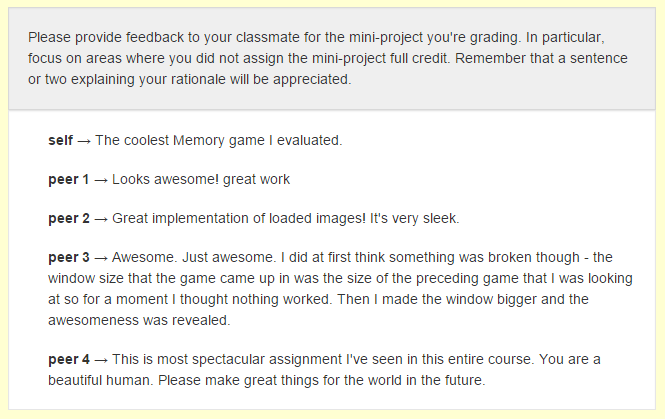 Please provide feedback to your classmate for the mini-project you're grading. In particular,
focus on areas where you did not assign the mini-project full credit. Remember that a sentence
or two explaining your rationale will be appreciated.
self → The coolest Memory game I evaluated.
peer 1 → Looks awesome! great work
peer 2 → Great implementation of loaded images! It's very sleek.
peer 3 → Awesome. Just awesome. I did at first think something was broken though - the
window size that the game came up in was the size of the preceding game that I was looking
at so for a moment I thought nothing worked. Then I made the window bigger and the
awesomeness was revealed.
peer 4 → This is most spectacular assignment I've seen in this entire course. You are a
beautiful human. Please make great things for the world in the future.